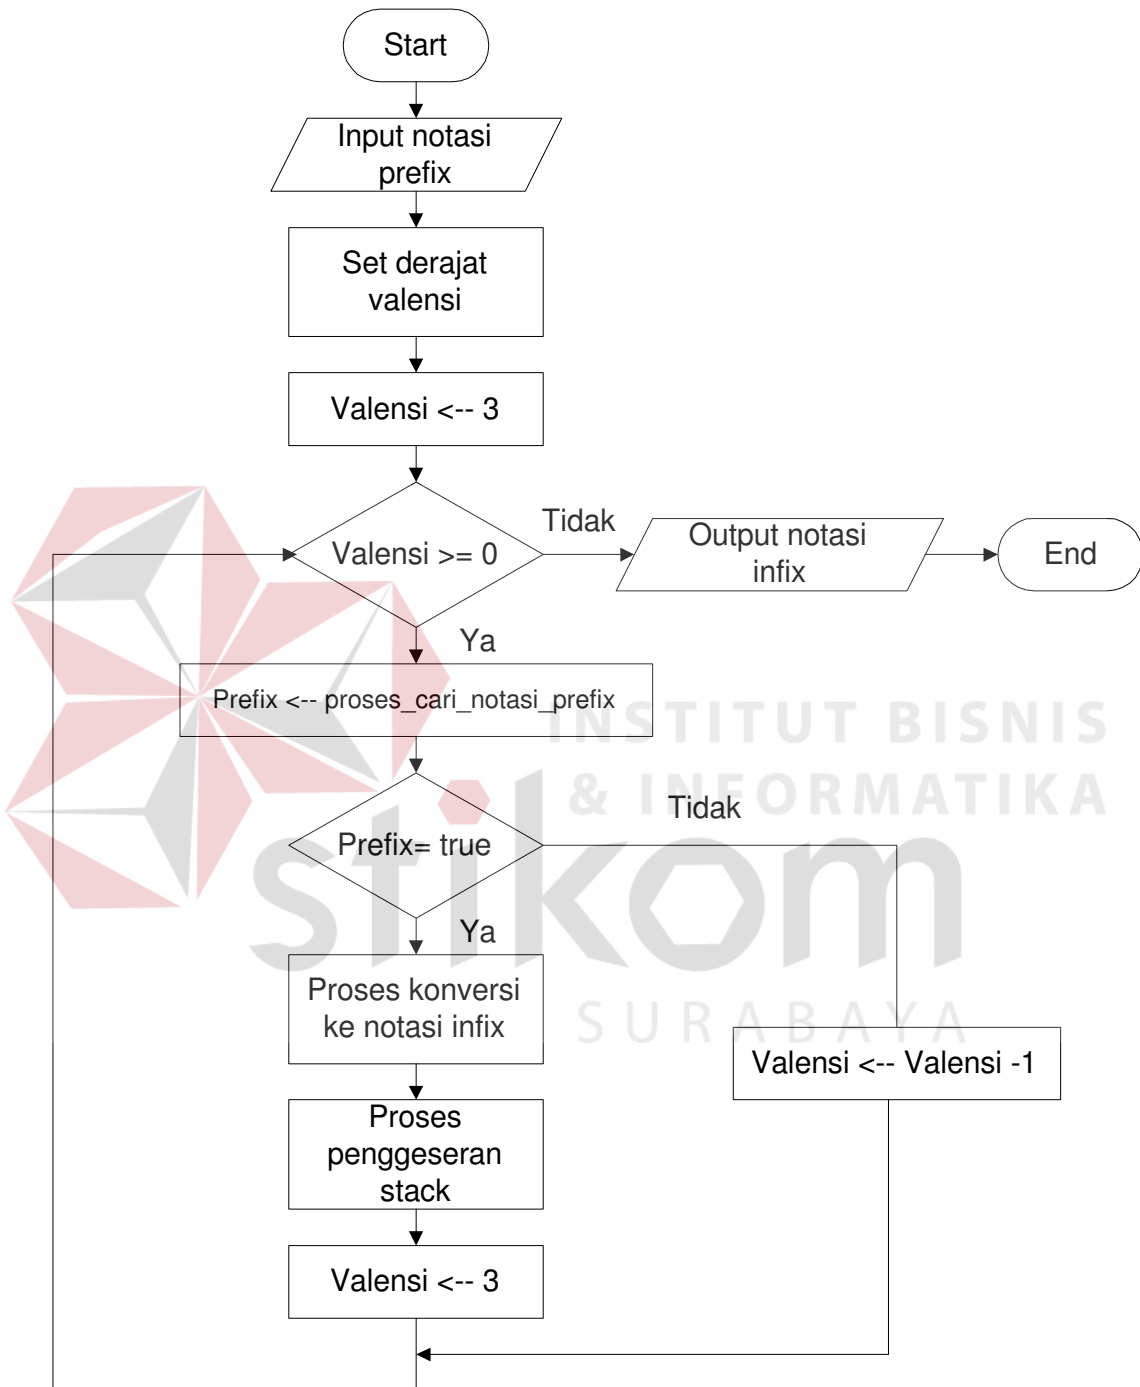 Start
Input notasi
prefix
Set derajat
valensi
Valensi <-- 3
Valensi >= 0
Tidak
Output notasi
infix
End
Ya
Prefix <-- proses_cari_notasi_prefix
INSTITUT BISNIS
& INFORMATIKA
stikom
SURABAYA
Prefix= true
Tidak
Ya
Proses konversi
ke notasi infix
Valensi <-- Valensi -1
Proses
penggeseran
stack
Valensi <-- 3